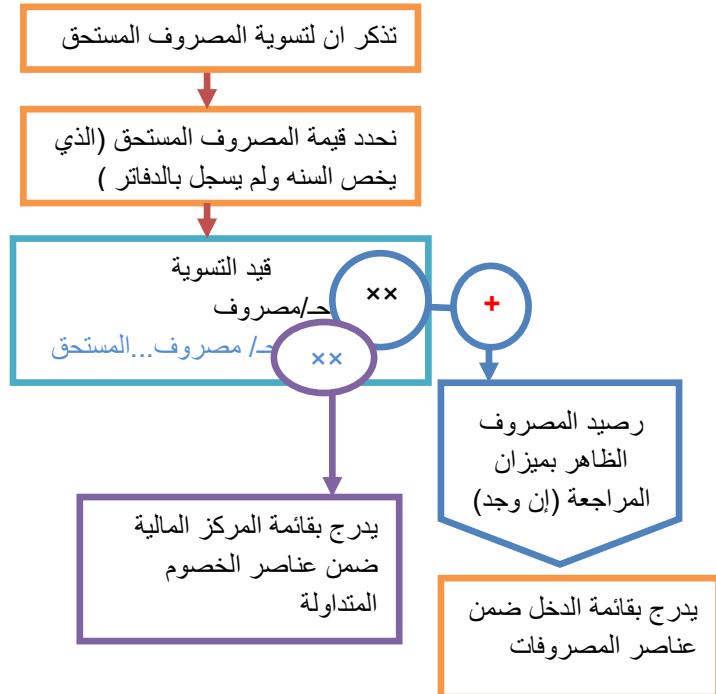 تذكر ان لتسوية المصروف المستحق
نحدد قيمة المصروف المستحق (الذي
يخص السنه ولم يسجل بالدفاتر )
قيد التسوية
×× حـ/مصروف
×× حـ/ مصروف...المستحق
+
رصيد المصروف
الظاهر بميزان
المراجعة (إن وجد)
يدرج بقائمة المركز المالية
ضمن عناصر الخصوم
المتداولة
يدرج بقائمة الدخل ضمن
عناصر المصروفات